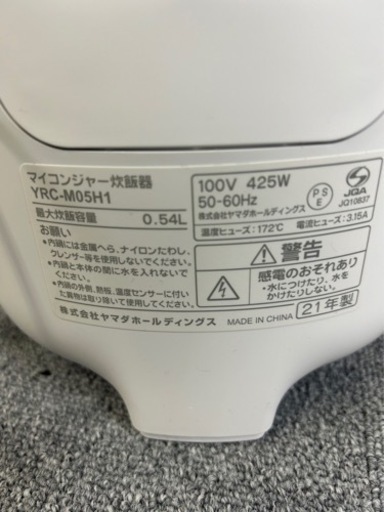 マイコンジャー炊飯器
YRC-M05H1
最大炊飯容量 0.54L
お願い
・内鍋には金属へら、ナイロンたわし、
クレンザー等を使用しないでください。
・内鍋と本体の間に水を入れないで
ください。
・内鍋の外側、熱板、温度センサーに付い
た異物は取り除いて使用してください。
100V 425W
50-60Hz
株式会社ヤマダホールディングス
温度ヒューズ:172℃ 電流ヒューズ:3.15A
PS
E
JQA
JQ10837
警告
感電のおそれあり
・水につけたり、水を
かけたりしない。
株式会社ヤマダホールディングス MADE IN CHINA 21年製